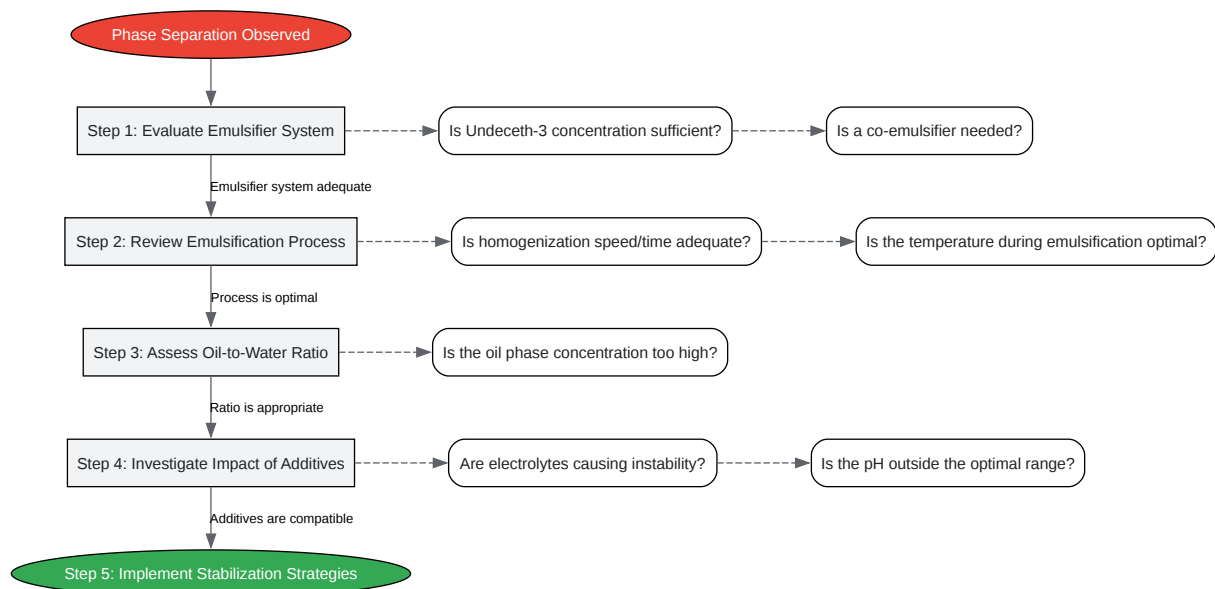 Phase Separation Observed
Step 1: Evaluate Emulsifier System
Is Undeceth-3 concentration sufficient?
Is a co-emulsifier needed?
Emulsifier system adequate
Step 2: Review Emulsification Process
Is homogenization speed/time adequate?
Is the temperature during emulsification optimal?
Process is optimal
Step 3: Assess Oil-to-Water Ratio
Is the oil phase concentration too high?
Ratio is appropriate
Step 4: Investigate Impact of Additives
Are electrolytes causing instability?
Is the pH outside the optimal range?
Additives are compatible
Step 5: Implement Stabilization Strategies